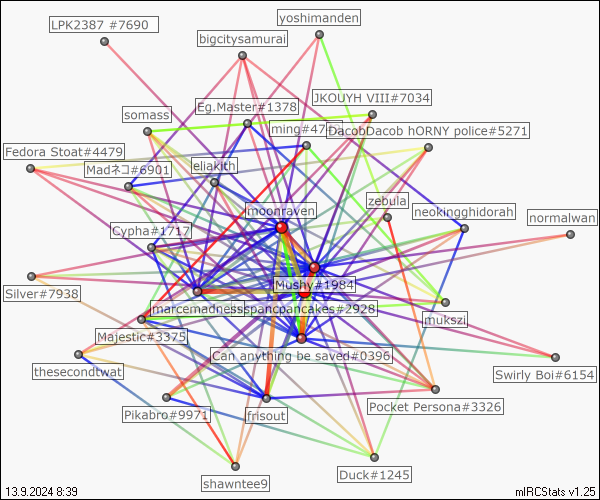 yoshimanden
LPK2387 #7690
bigcitysamurai
JKOUYH VIII#7034
Eg.Master#1378
somass
ming#47
DacobDacob hORNY police#5271
Fedora Stoat#4479
Madネコ#6901
eliakith
zebula
moonraven
neokingghidorah
normalwan
Cypha#1717
Mushy#1984
Silver#7938
marcemadness
spancpancakes#2928
mukszi
Majestic#3375
Can anything be saved#0396
thesecondtwat
Swirly Boi#6154
Pocket Persona#3326
Pikabro#9971
frisout
Duck#1245
shawntee9
13.9.2024 8:39
mIRCStats v1.25